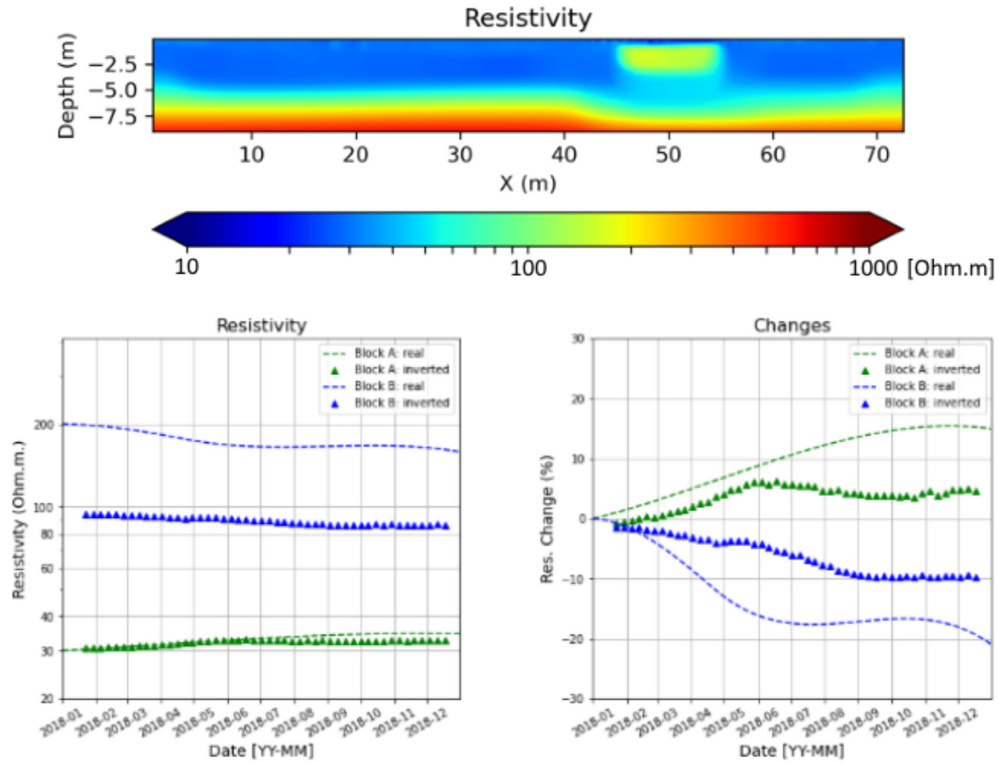 Resistivity
Depth (m)
−2.5
−5.0
−7.5
10 20 30 40 50 60 70
X (m)
10 100 1000 [Ohm.m]
Resistivity
Resistivity (Ohm.m.)
200
100
80
60
40
30
20
Block A: real
Block A: inverted
Block B: real
Block B: inverted
2018-01 2018-02 2018-03 2018-04 2018-05 2018-06 2018-07 2018-08 2018-09 2018-10 2018-11 2018-12
Date [YY-MM]
Changes
Res. Change (%)
30
20
10
0
−10
−20
−30
Block A: real
Block A: inverted
Block B: real
Block B: inverted
2018-01 2018-02 2018-03 2018-04 2018-05 2018-06 2018-07 2018-08 2018-09 2018-10 2018-11 2018-12
Date [YY-MM]